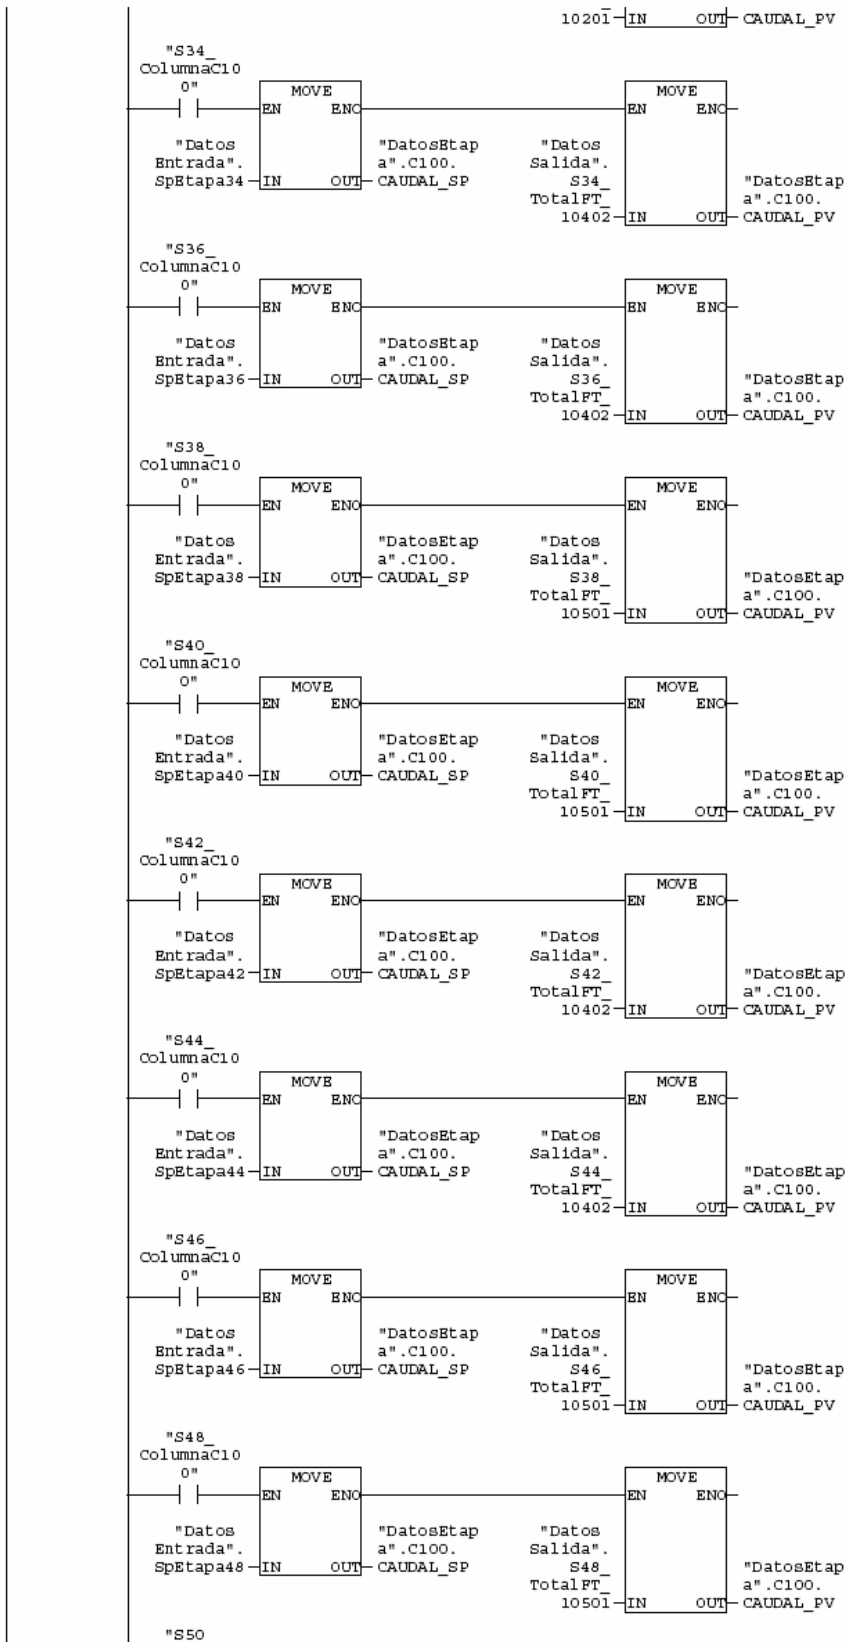 10201 IN OUT CAUDAL_PV
"S34_
ColumnaC10
0"
MOVE MOVE
EN ENO EN ENO
"Datos "DatosEtap "Datos
Entrada". a".C100. Salida".
SpEtapa34 IN OUT CAUDAL_SP S34_ "DatosEtap
TotalFT_ a".C100.
10402 IN OUT CAUDAL_PV
"S36_
ColumnaC10
0"
MOVE MOVE
EN ENO EN ENO
"Datos "DatosEtap "Datos
Entrada". a".C100. Salida".
SpEtapa36 IN OUT CAUDAL_SP S36_ "DatosEtap
TotalFT_ a".C100.
10402 IN OUT CAUDAL_PV
"S38_
ColumnaC10
0"
MOVE MOVE
EN ENO EN ENO
"Datos "DatosEtap "Datos
Entrada". a".C100. Salida".
SpEtapa38 IN OUT CAUDAL_SP S38_ "DatosEtap
TotalFT_ a".C100.
10501 IN OUT CAUDAL_PV
"S40_
ColumnaC10
0"
MOVE MOVE
EN ENO EN ENO
"Datos "DatosEtap "Datos
Entrada". a".C100. Salida".
SpEtapa40 IN OUT CAUDAL_SP S40_ "DatosEtap
TotalFT_ a".C100.
10501 IN OUT CAUDAL_PV
"S42_
ColumnaC10
0"
MOVE MOVE
EN ENO EN ENO
"Datos "DatosEtap "Datos
Entrada". a".C100. Salida".
SpEtapa42 IN OUT CAUDAL_SP S42_ "DatosEtap
TotalFT_ a".C100.
10402 IN OUT CAUDAL_PV
"S44_
ColumnaC10
0"
MOVE MOVE
EN ENO EN ENO
"Datos "DatosEtap "Datos
Entrada". a".C100. Salida".
SpEtapa44 IN OUT CAUDAL_SP S44_ "DatosEtap
TotalFT_ a".C100.
10402 IN OUT CAUDAL_PV
"S46_
ColumnaC10
0"
MOVE MOVE
EN ENO EN ENO
"Datos "DatosEtap "Datos
Entrada". a".C100. Salida".
SpEtapa46 IN OUT CAUDAL_SP S46_ "DatosEtap
TotalFT_ a".C100.
10501 IN OUT CAUDAL_PV
"S48_
ColumnaC10
0"
MOVE MOVE
EN ENO EN ENO
"Datos "DatosEtap "Datos
Entrada". a".C100. Salida".
SpEtapa48 IN OUT CAUDAL_SP S48_ "DatosEtap
TotalFT_ a".C100.
10501 IN OUT CAUDAL_PV
"S50